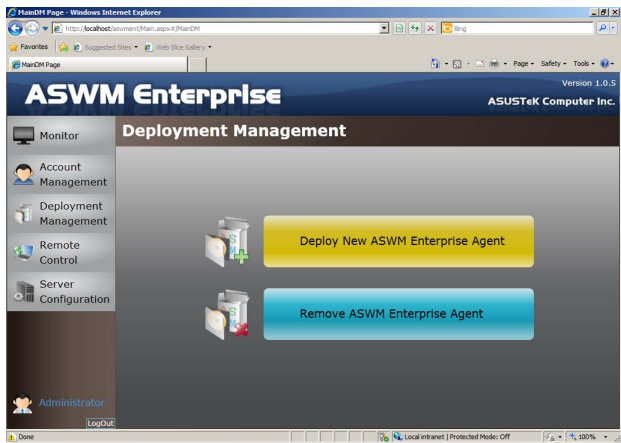 MainDM Page - Windows Internet Explorer
http://localhost/aswment/Main.aspx#/MainDM
Bing
Favorites
Suggested Sites
Web Slice Gallery
MainDM Page
Page
Safety
Tools
ASWM Enterprise
Version 1.0.5
ASUSTeK Computer Inc.
Monitor
Deployment Management
Account
Management
Deployment
Management
Deploy New ASWM Enterprise Agent
Remote
Control
Server
Configuration
Remove ASWM Enterprise Agent
Administrator
LogOut
Done
Local intranet | Protected Mode: Off
100%